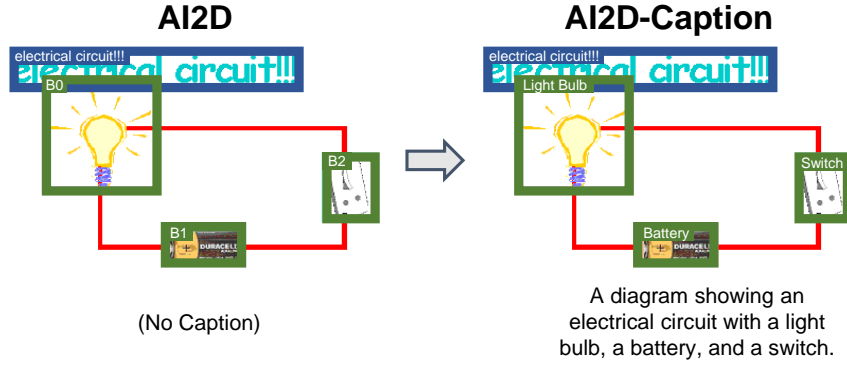 AI2D
AI2D-Caption
electrical circuit!!!
electrical circuit!!!
B0
B2
B1
DURACELL
(No Caption)
electrical circuit!!!
electrical circuit!!!
Light Bulb
Switch
Battery
DURACELL
A diagram showing an
electrical circuit with a light
bulb, a battery, and a switch.